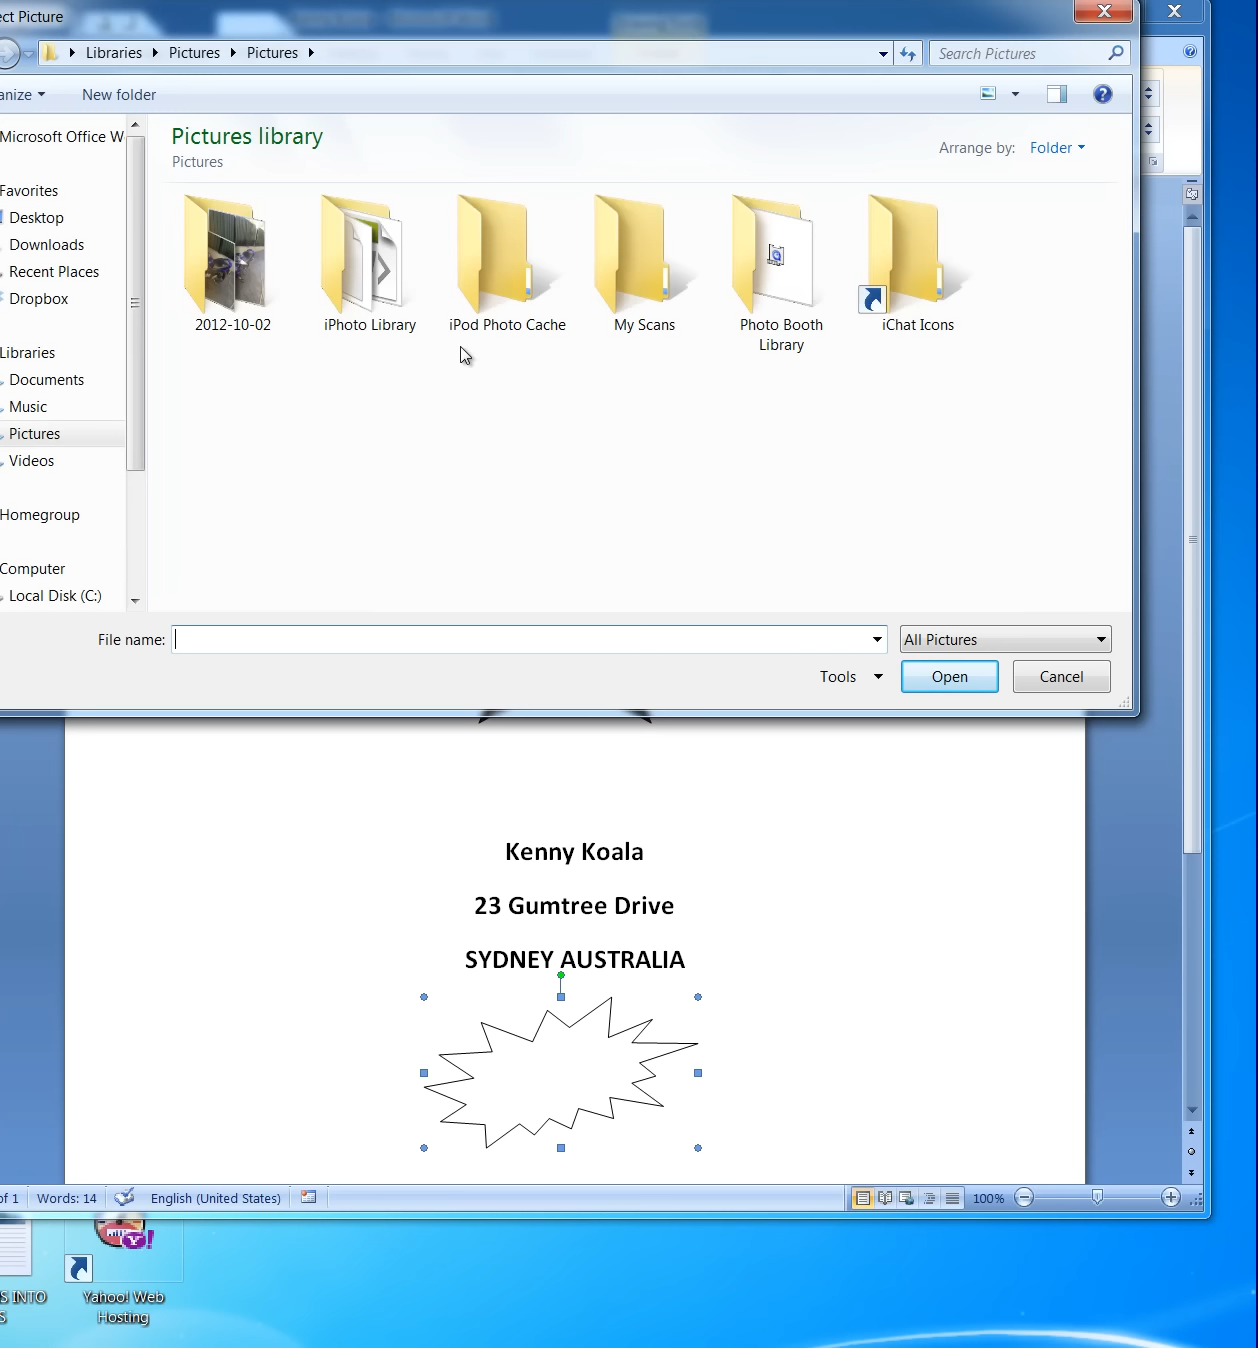 ect Picture
Libraries Pictures Pictures
Search Pictures
anize
New folder
Microsoft Office W
Pictures library
Pictures
Arrange by: Folder
Favorites
Desktop
Downloads
Recent Places
Dropbox
Libraries
Documents
Music
Pictures
Videos
Homegroup
Computer
Local Disk (C:)
2012-10-02
iPhoto Library
iPod Photo Cache
My Scans
Photo Booth
Library
iChat Icons
File name:
All Pictures
Tools
Open
Cancel
Kenny Koala
23 Gumtree Drive
SYDNEY AUSTRALIA
of 1
Words: 14
English (United States)
100%
S INTO
S
Yahoo! Web
Hosting